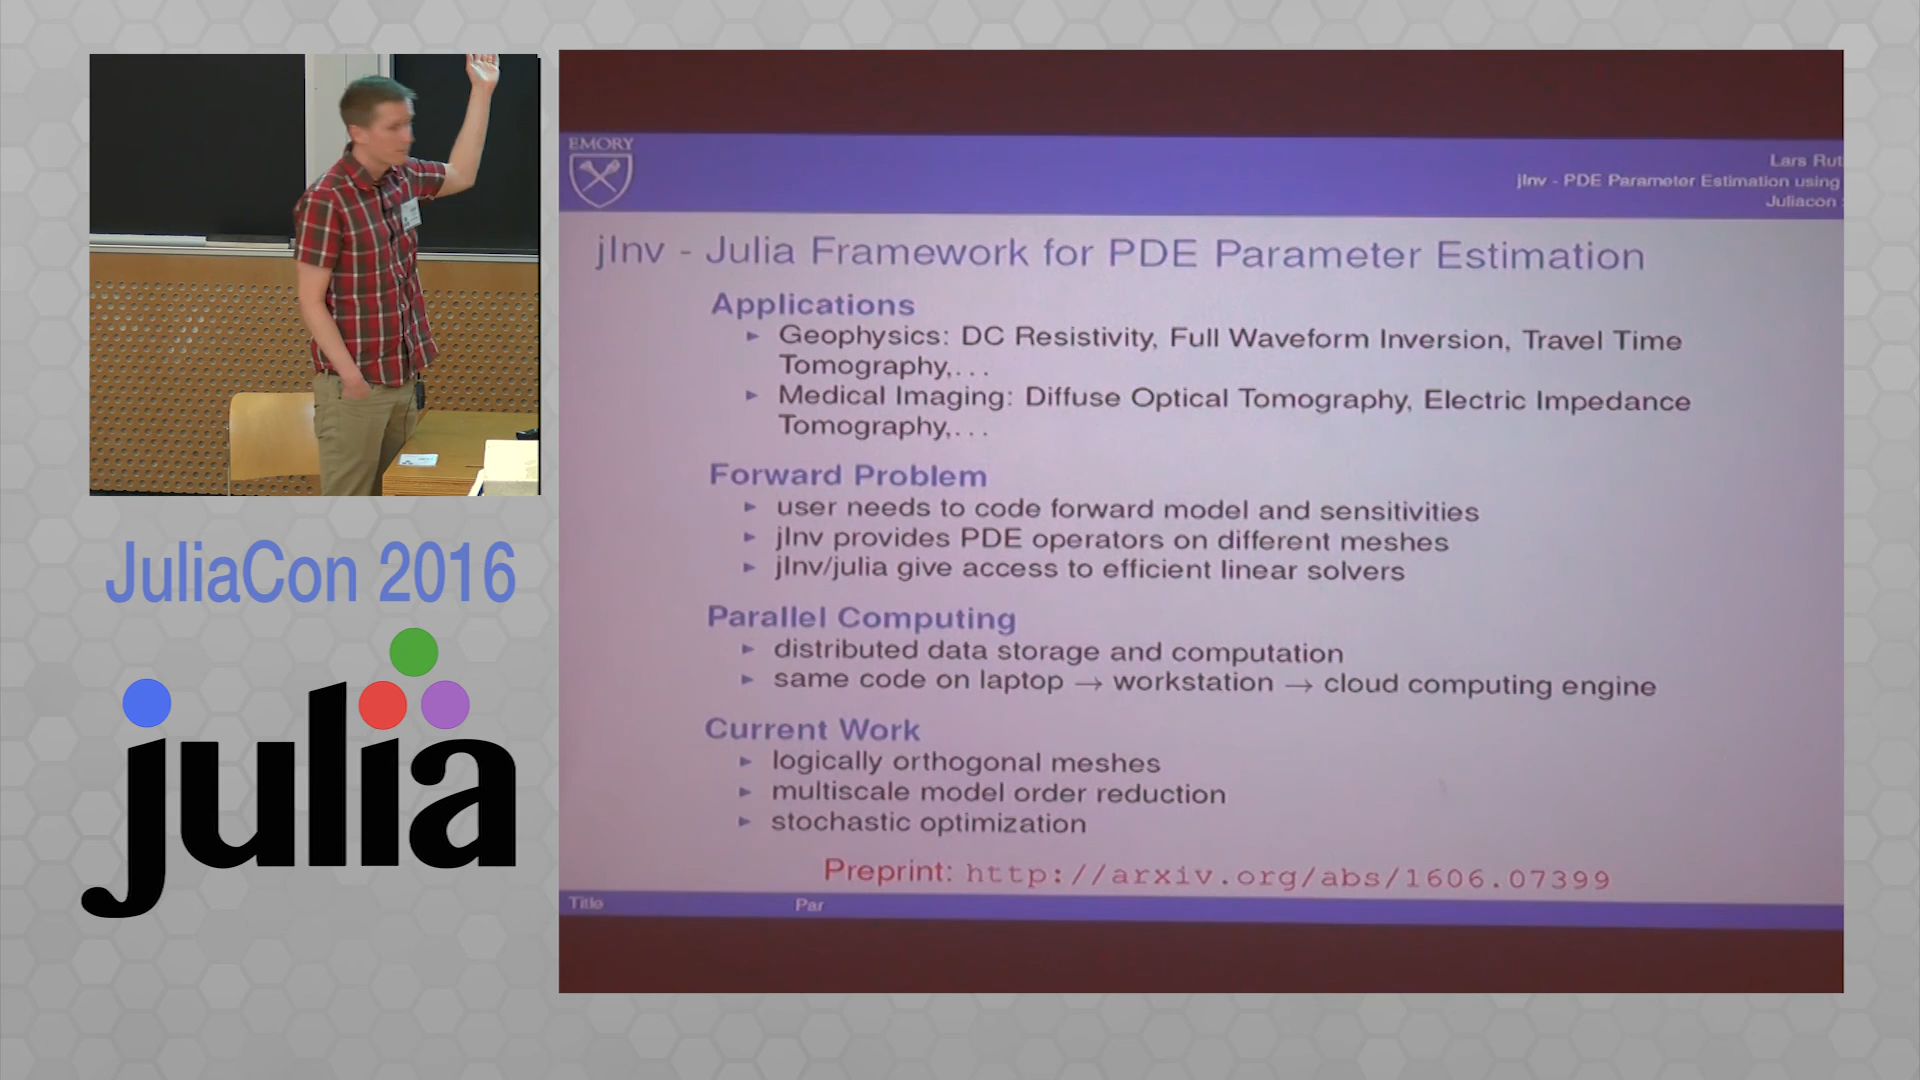 EMORY
Lars Rut
jInv - PDE Parameter Estimation using
Juliacon
jInv - Julia Framework for PDE Parameter Estimation
Applications
► Geophysics: DC Resistivity, Full Waveform Inversion, Travel Time
Tomography,...
► Medical Imaging: Diffuse Optical Tomography, Electric Impedance
Tomography,...
Forward Problem
► user needs to code forward model and sensitivities
► jInv provides PDE operators on different meshes
► jInv/julia give access to efficient linear solvers
Parallel Computing
► distributed data storage and computation
► same code on laptop → workstation → cloud computing engine
Current Work
► logically orthogonal meshes
► multiscale model order reduction
► stochastic optimization
Preprint: http://arxiv.org/abs/1606.07399
Title Par
JuliaCon 2016
julia